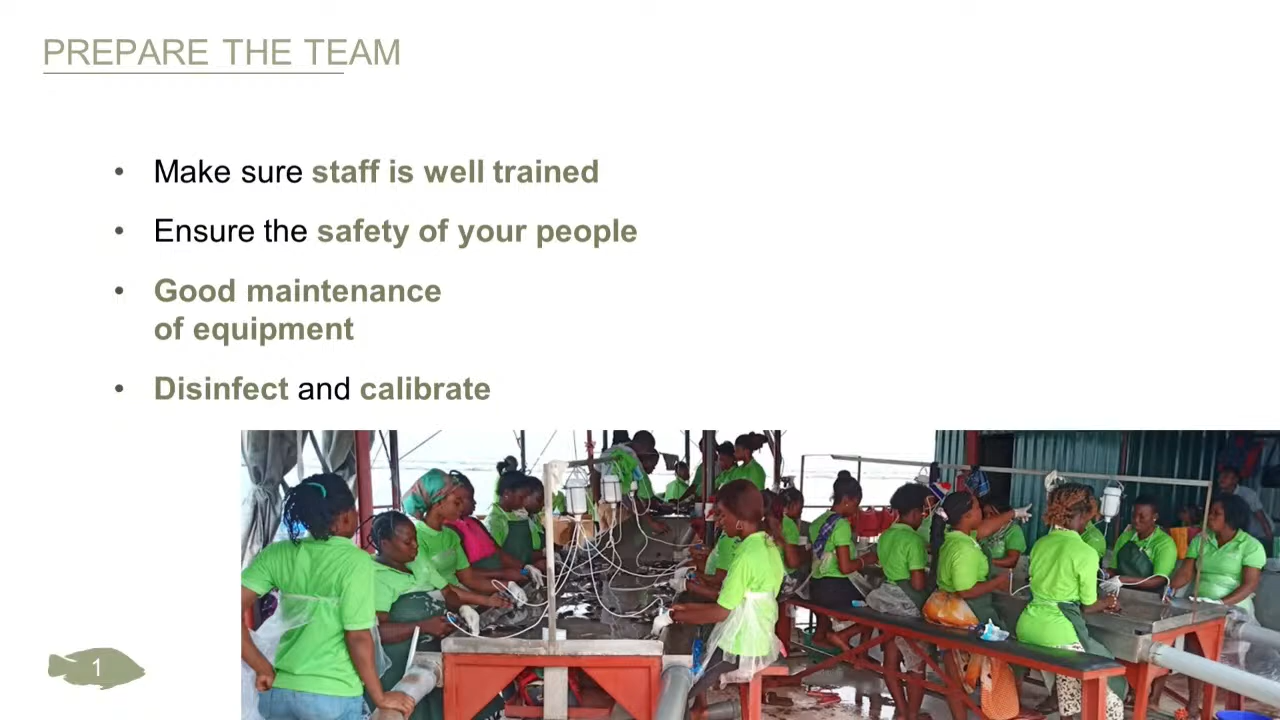 PREPARE THE TEAM
• Make sure staff is well trained
• Ensure the safety of your people
• Good maintenance
of equipment
• Disinfect and calibrate
1